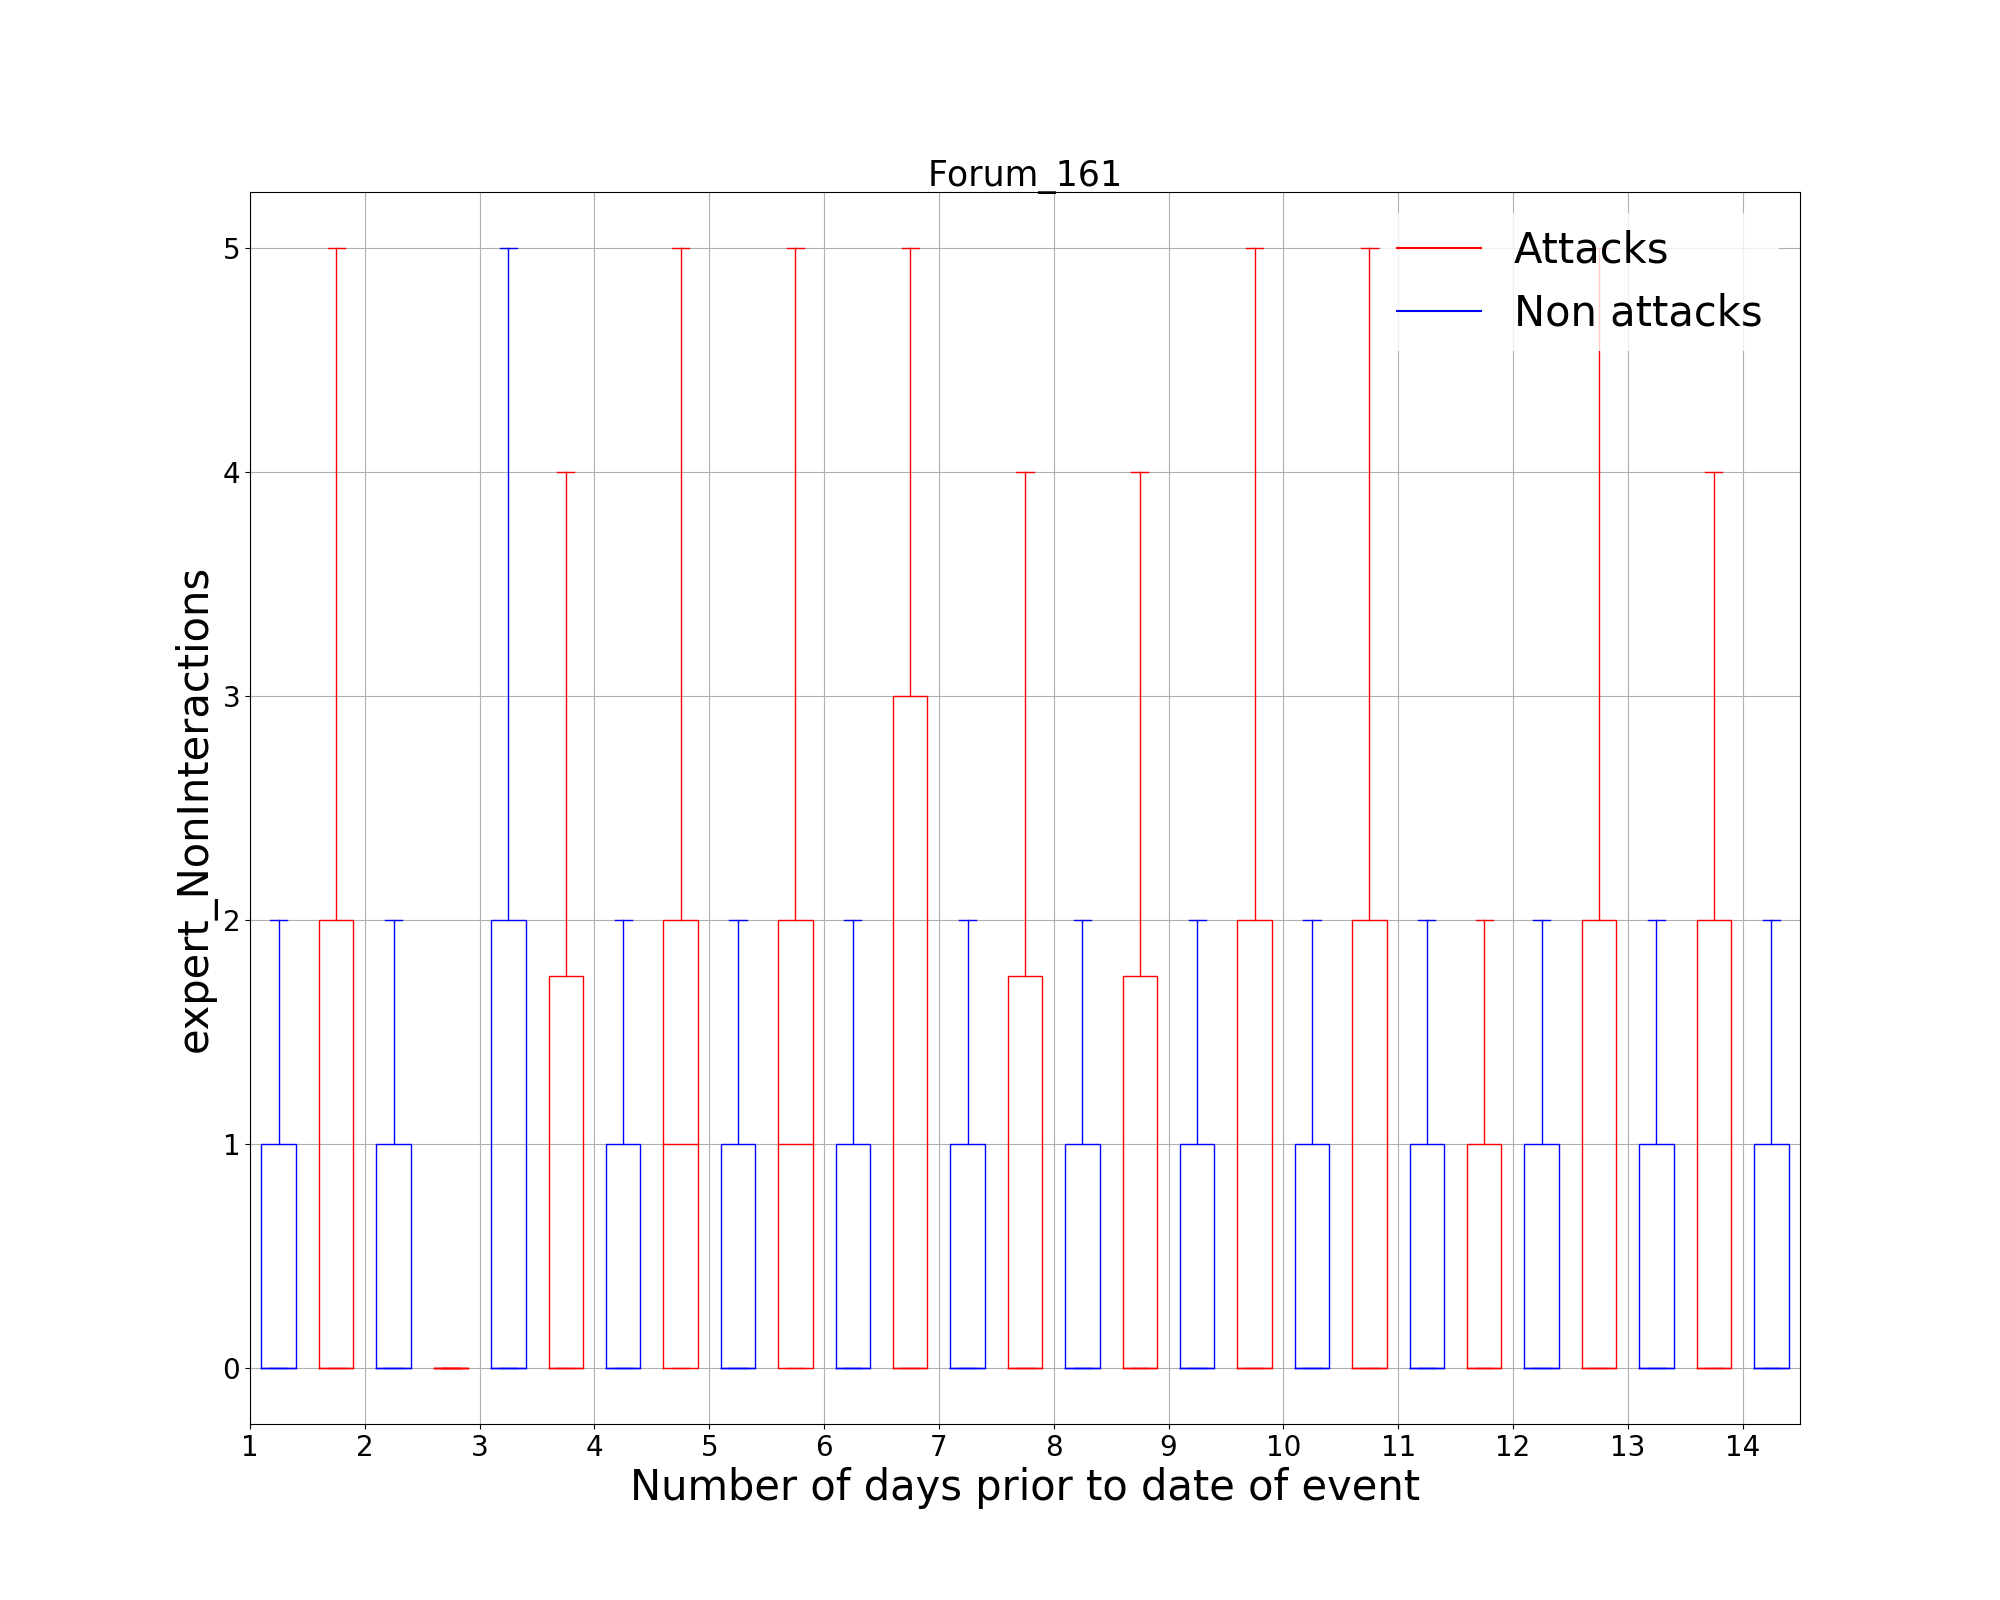 Forum_161
Attacks
Non attacks
expert_NonInteractions
5
4
3
2
1
0
1 2 3 4 5 6 7 8 9 10 11 12 13 14
Number of days prior to date of event